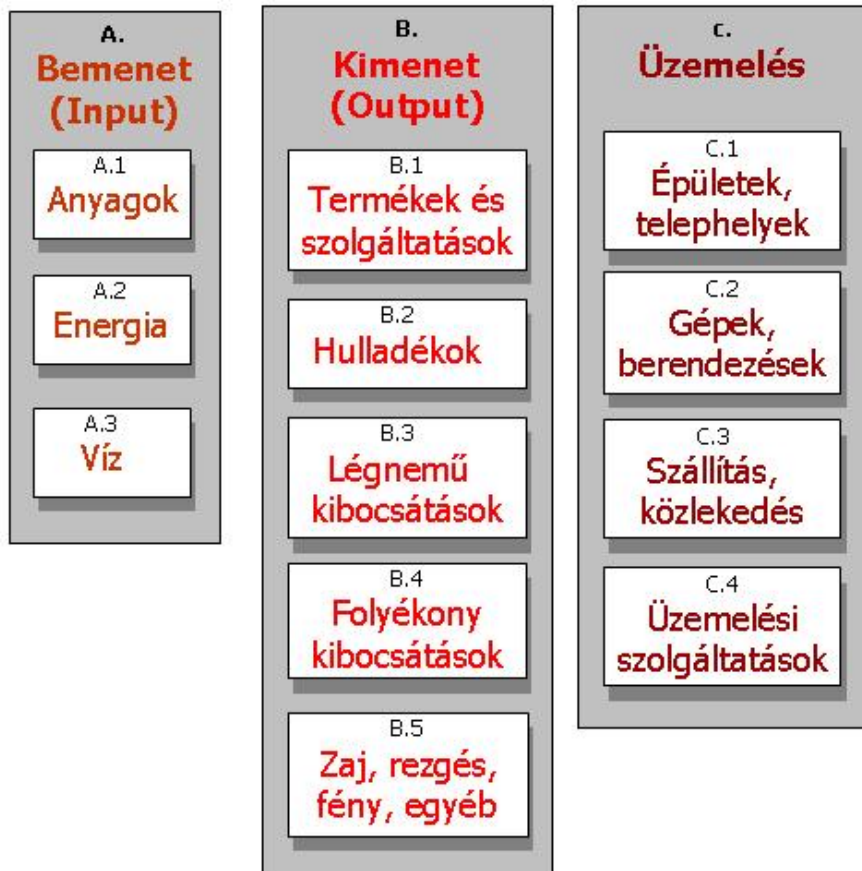 A.
Bemenet
(Input)
A.1
Anyagok
A.2
Energia
A.3
Víz
B.
Kimenet
(Output)
B.1
Termékek és
szolgáltatások
B.2
Hulladékok
B.3
Légnemű
kibocsátások
B.4
Folyékony
kibocsátások
B.5
Zaj, rezgés,
fény, egyéb
c.
Üzemelés
C.1
Épületek,
telephelyek
C.2
Gépek,
berendezések
C.3
Szállítás,
közlekedés
C.4
Üzemelési
szolgáltatások